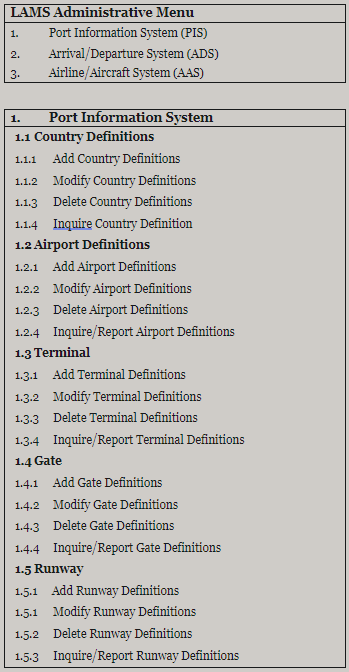 LAMS Administrative Menu
1. Port Information System (PIS)
2. Arrival/Departure System (ADS)
3. Airline/Aircraft System (AAS)
1. Port Information System
1.1 Country Definitions
1.1.1 Add Country Definitions
1.1.2 Modify Country Definitions
1.1.3 Delete Country Definitions
1.1.4 Inquire Country Definition
1.2 Airport Definitions
1.2.1 Add Airport Definitions
1.2.2 Modify Airport Definitions
1.2.3 Delete Airport Definitions
1.2.4 Inquire/Report Airport Definitions
1.3 Terminal
1.3.1 Add Terminal Definitions
1.3.2 Modify Terminal Definitions
1.3.3 Delete Terminal Definitions
1.3.4 Inquire/Report Terminal Definitions
1.4 Gate
1.4.1 Add Gate Definitions
1.4.2 Modify Gate Definitions
1.4.3 Delete Gate Definitions
1.4.4 Inquire/Report Gate Definitions
1.5 Runway
1.5.1 Add Runway Definitions
1.5.1 Modify Runway Definitions
1.5.2 Delete Runway Definitions
1.5.3 Inquire/Report Runway Definitions